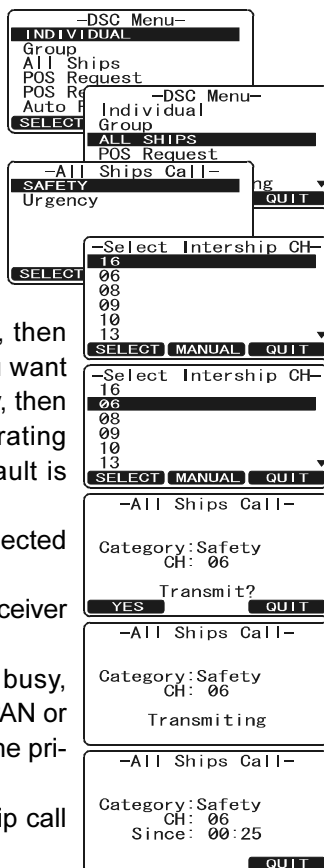 –DSC Menu–
INDIVIDUAL
Group
All Ships
POS Request
POS Re
Auto
SELECT
–DSC Menu–
Individual
Group
ALL SHIPS
POS Request
ng
QUIT
–All Ships Call–
SAFETY
Urgency
SELECT
–Select Intership CH–
16
06
08
09
10
13
SELECT MANUAL QUIT
, then
want
, then
rating
ault is
ected
ceiver
busy,
AN or
ne pri-
ip call
–Select Intership CH–
16
06
08
09
10
13
SELECT MANUAL QUIT
–All Ships Call–
Category:Safety
CH: 06
Transmit?
YES QUIT
–All Ships Call–
Category:Safety
CH: 06
Transmiting
–All Ships Call–
Category:Safety
CH: 06
Since: 00:25
QUIT